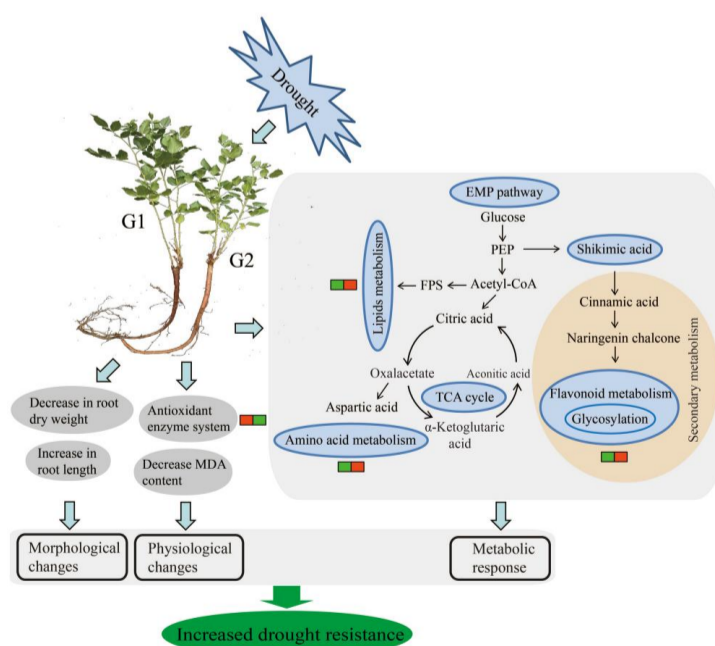 Drought
G1
G2
EMP pathway
Glucose
PEP
Shikimic acid
Lipids metabolism
FPS
Acetyl-CoA
Cinnamic acid
Citric acid
Naringenin chalcone
Secondary metabolism
Oxalacetate
Aconitic acid
TCA cycle
Aspartic acid
α-Ketoglutaric
acid
Flavonoid metabolism
Glycosylation
Amino acid metabolism
Decrease in root
dry weight
Antioxidant
enzyme system
Increase in
root length
Decrease MDA
content
Morphological
changes
Physiological
changes
Metabolic
response
Increased drought resistance